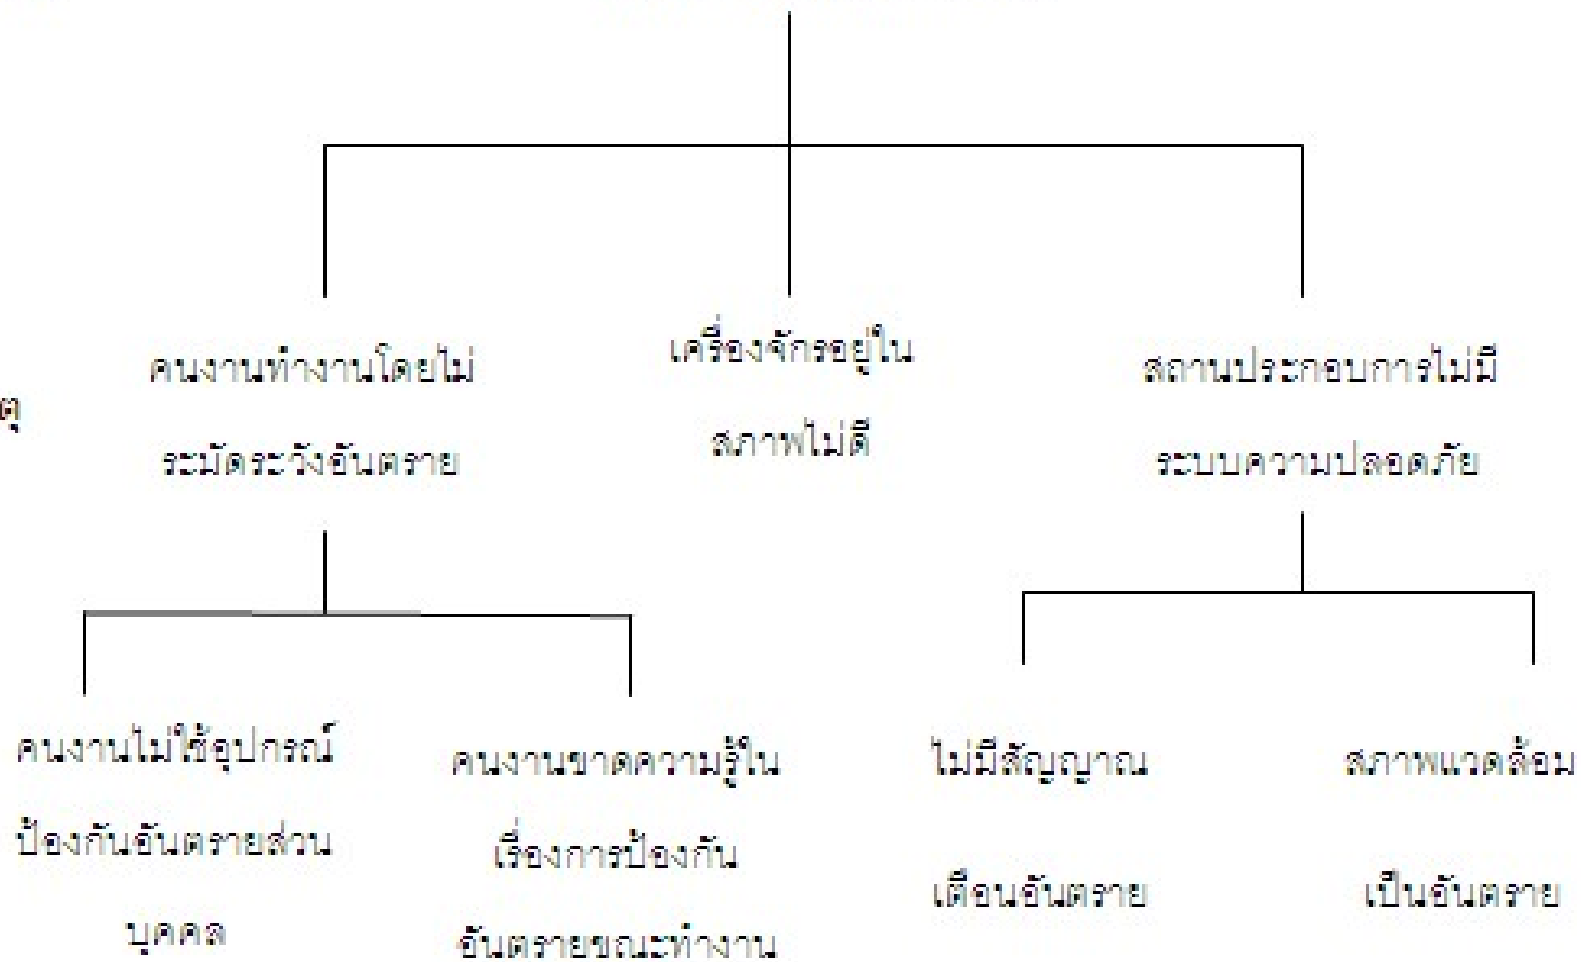 คนงานทำงานโดยไม่
ระมัดระวังอันตราย
เครื่องจักรอยู่ใน
สภาพไม่ดี
สถานประกอบการไม่มี
ระบบความปลอดภัย
คนงานไม่ใช้อุปกรณ์
ป้องกันอันตรายส่วน
บุคคล
คนงานขาดความรู้ใน
เรื่องการป้องกัน
อันตรายขณะทำงาน
ไม่มีสัญญาณ
เตือนอันตราย
สภาพแวดล้อม
เป็นอันตราย